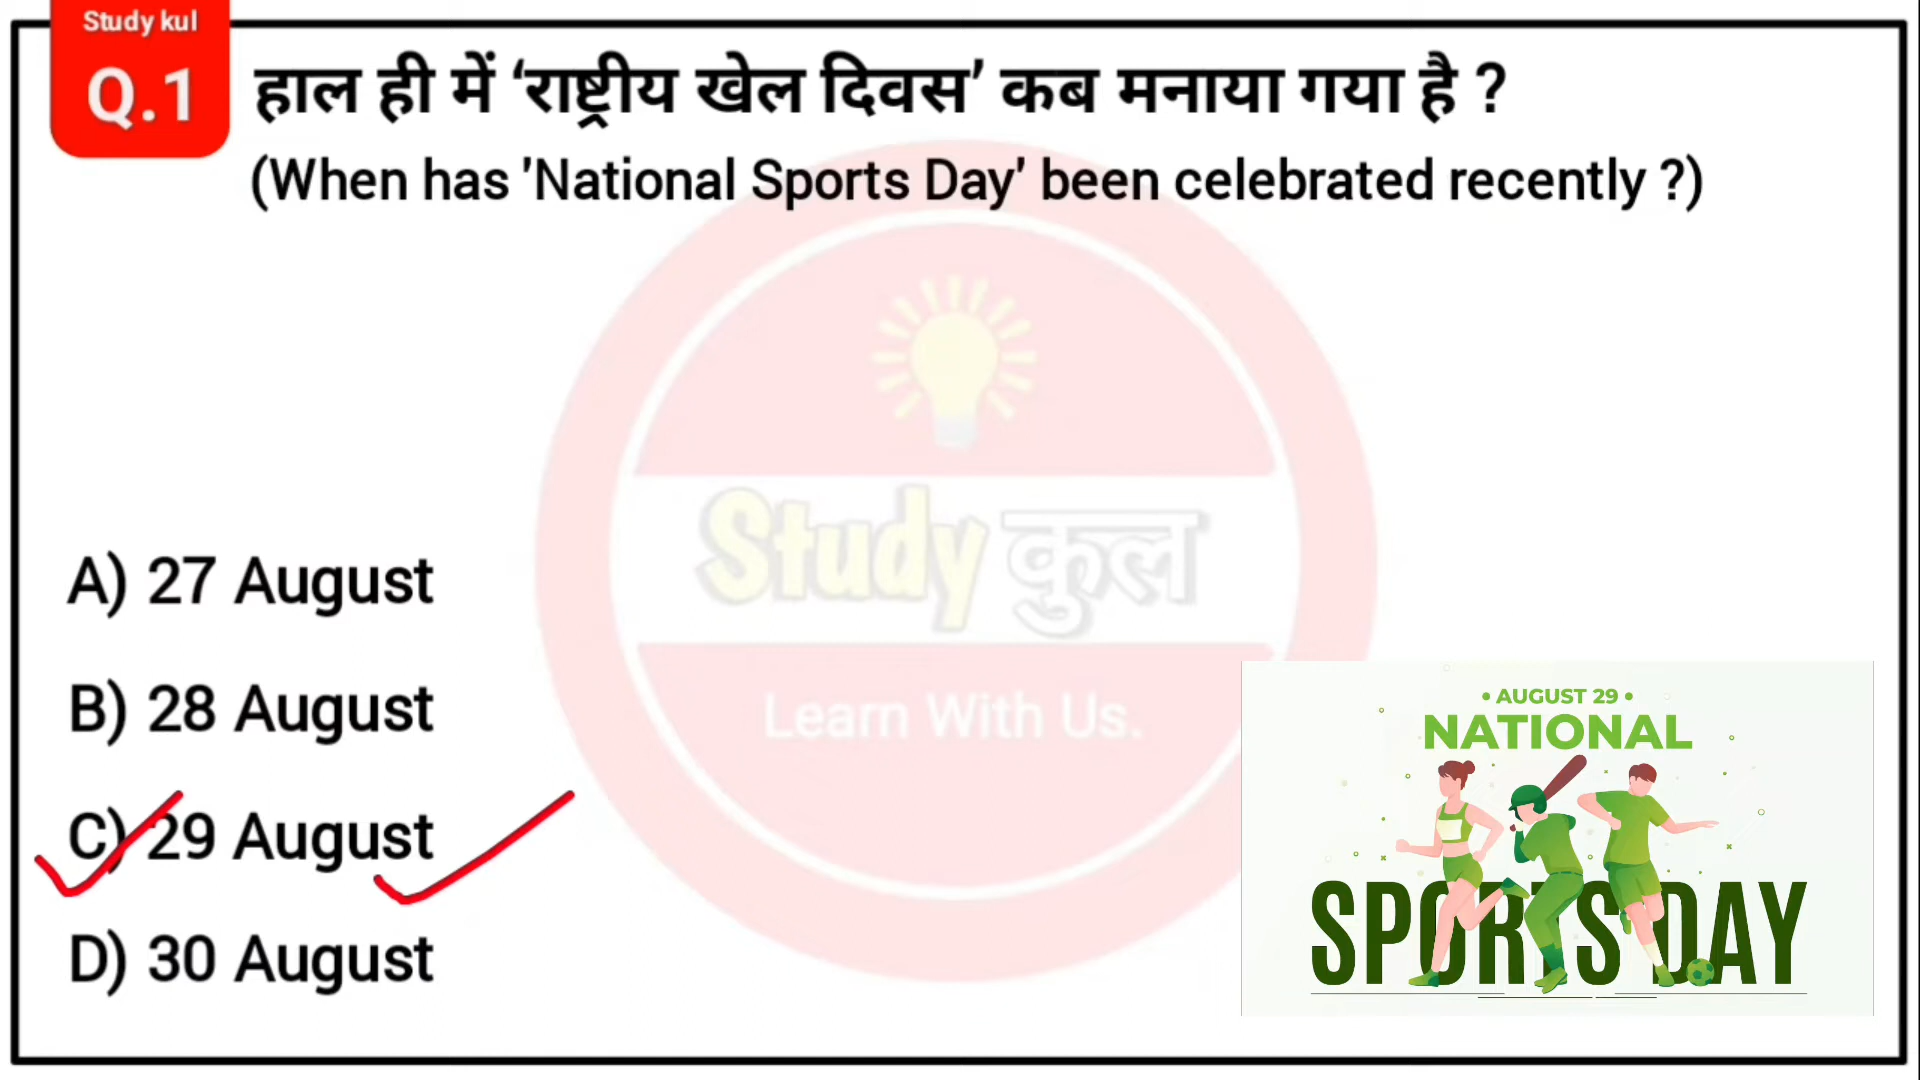 Study kul
Q.1
हाल ही में ‘राष्ट्रीय खेल दिवस’ कब मनाया गया है ?
(When has 'National Sports Day' been celebrated recently ?)
Study कुल
Learn With Us.
A) 27 August
B) 28 August
C) 29 August
D) 30 August
• AUGUST 29 •
NATIONAL
SPORTS DAY